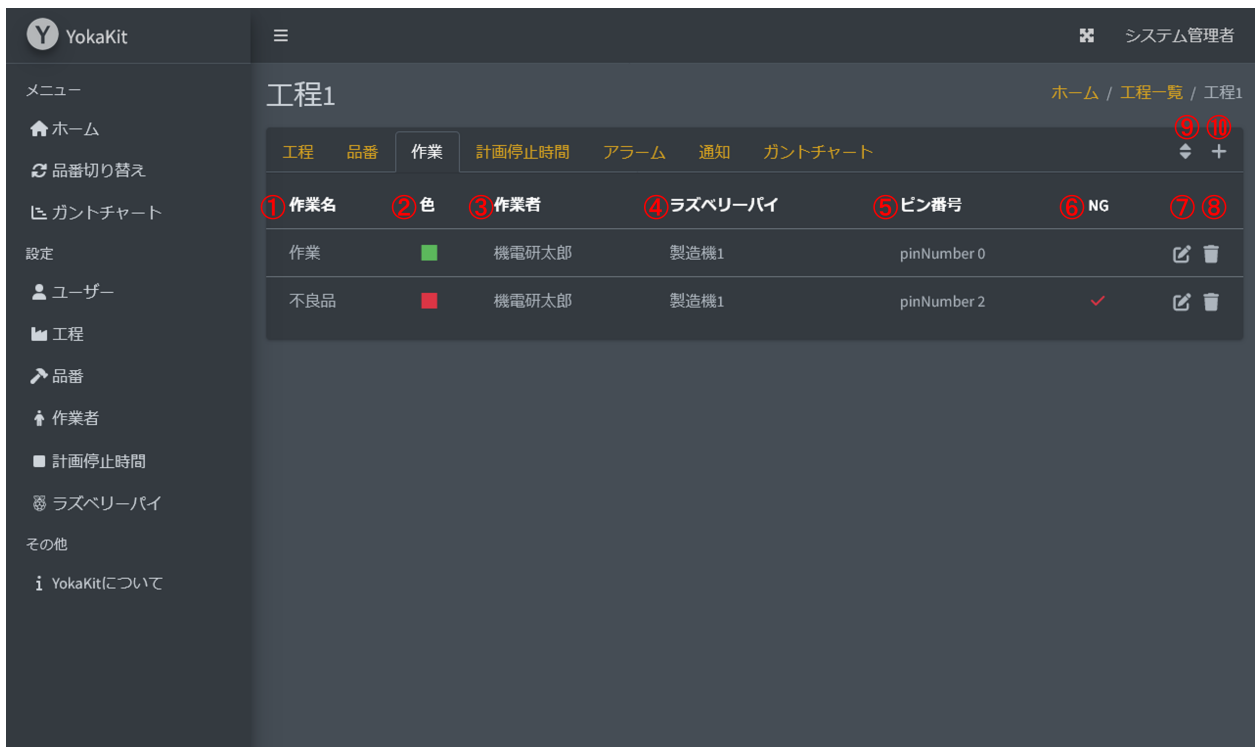 Y YokaKit
システム管理者
メニュー
ホーム
品番切り替え
ガントチャート
設定
ユーザー
工程
品番
作業者
計画停止時間
ラズベリーパイ
その他
YokaKitについて
工程1
ホーム / 工程一覧 / 工程1
⑨ ⑩
工程 品番 作業 計画停止時間 アラーム 通知 ガントチャート
①作業名 ②色 ③作業者 ④ラズベリーパイ ⑤ピン番号 ⑥NG ⑦ ⑧
作業 機電研太郎 製造機1 pinNumber 0
不良品 機電研太郎 製造機1 pinNumber 2